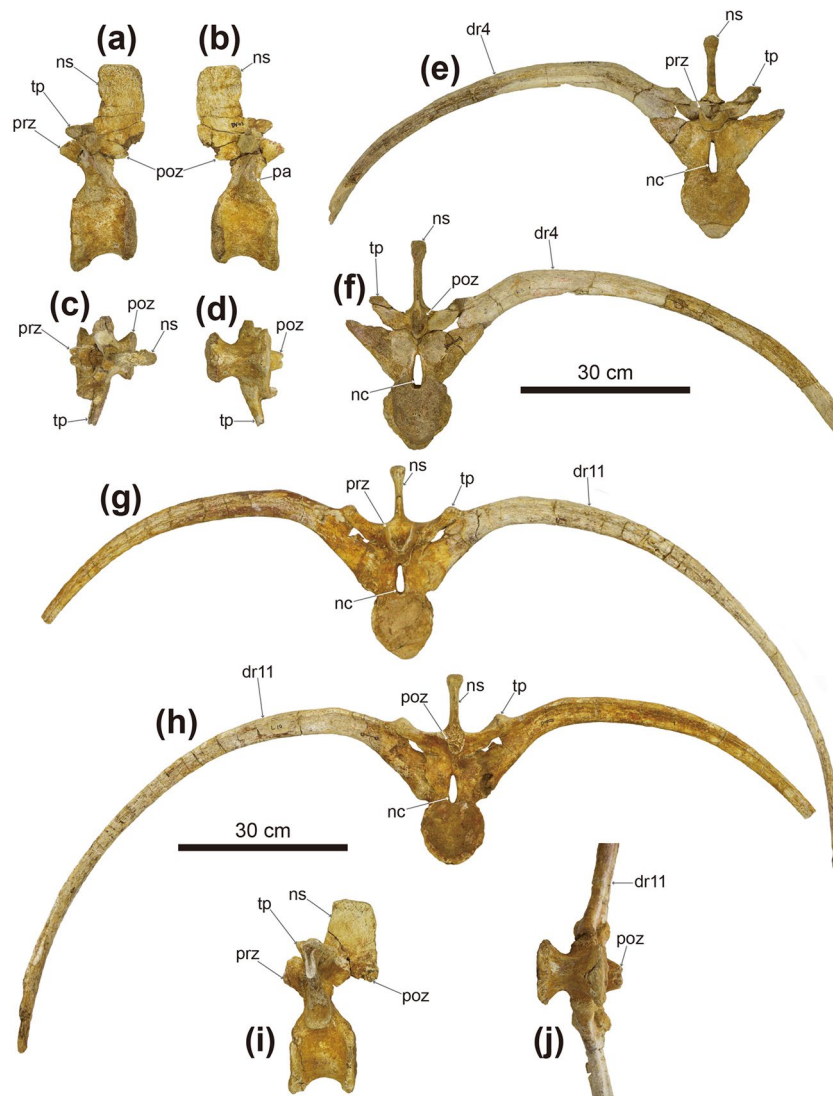 (a)
(b)
ns
ns
tp
prz
poz
pa
(c)
(d)
prz
poz
ns
poz
tp
tp
dr4
ns
(e)
prz
tp
nc
ns
dr4
tp
(f)
poz
nc
30 cm
(g)
ns
dr11
prz
tp
nc
dr11
ns
tp
poz
(h)
nc
30 cm
ns
tp
prz
poz
(i)
dr11
poz
(j)